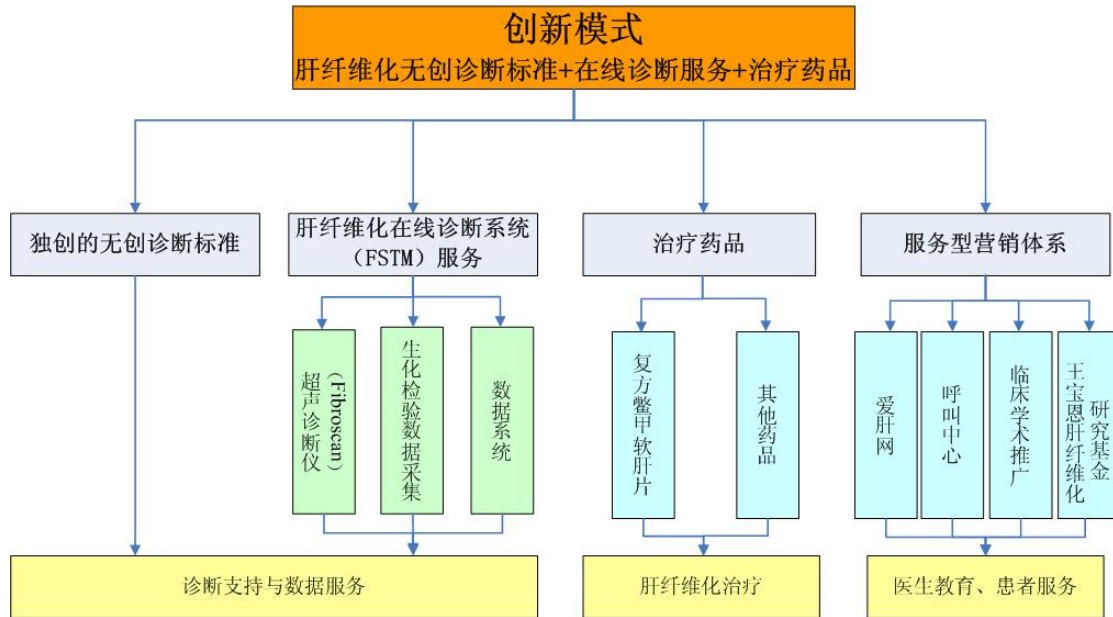 创新模式
肝纤维化无创诊断标准+在线诊断服务+治疗药品
独创的无创诊断标准
肝纤维化在线诊断系统
（FSTM）服务
治疗药品
服务型营销体系
（Fibroscan）
超声诊断仪
生化检验数据采集
数据系统
复方鳖甲软肝片
其他药品
爱肝网
呼叫中心
临床学术推广
王宝恩肝纤维化
研究基金
诊断支持与数据服务
肝纤维化治疗
医生教育、患者服务